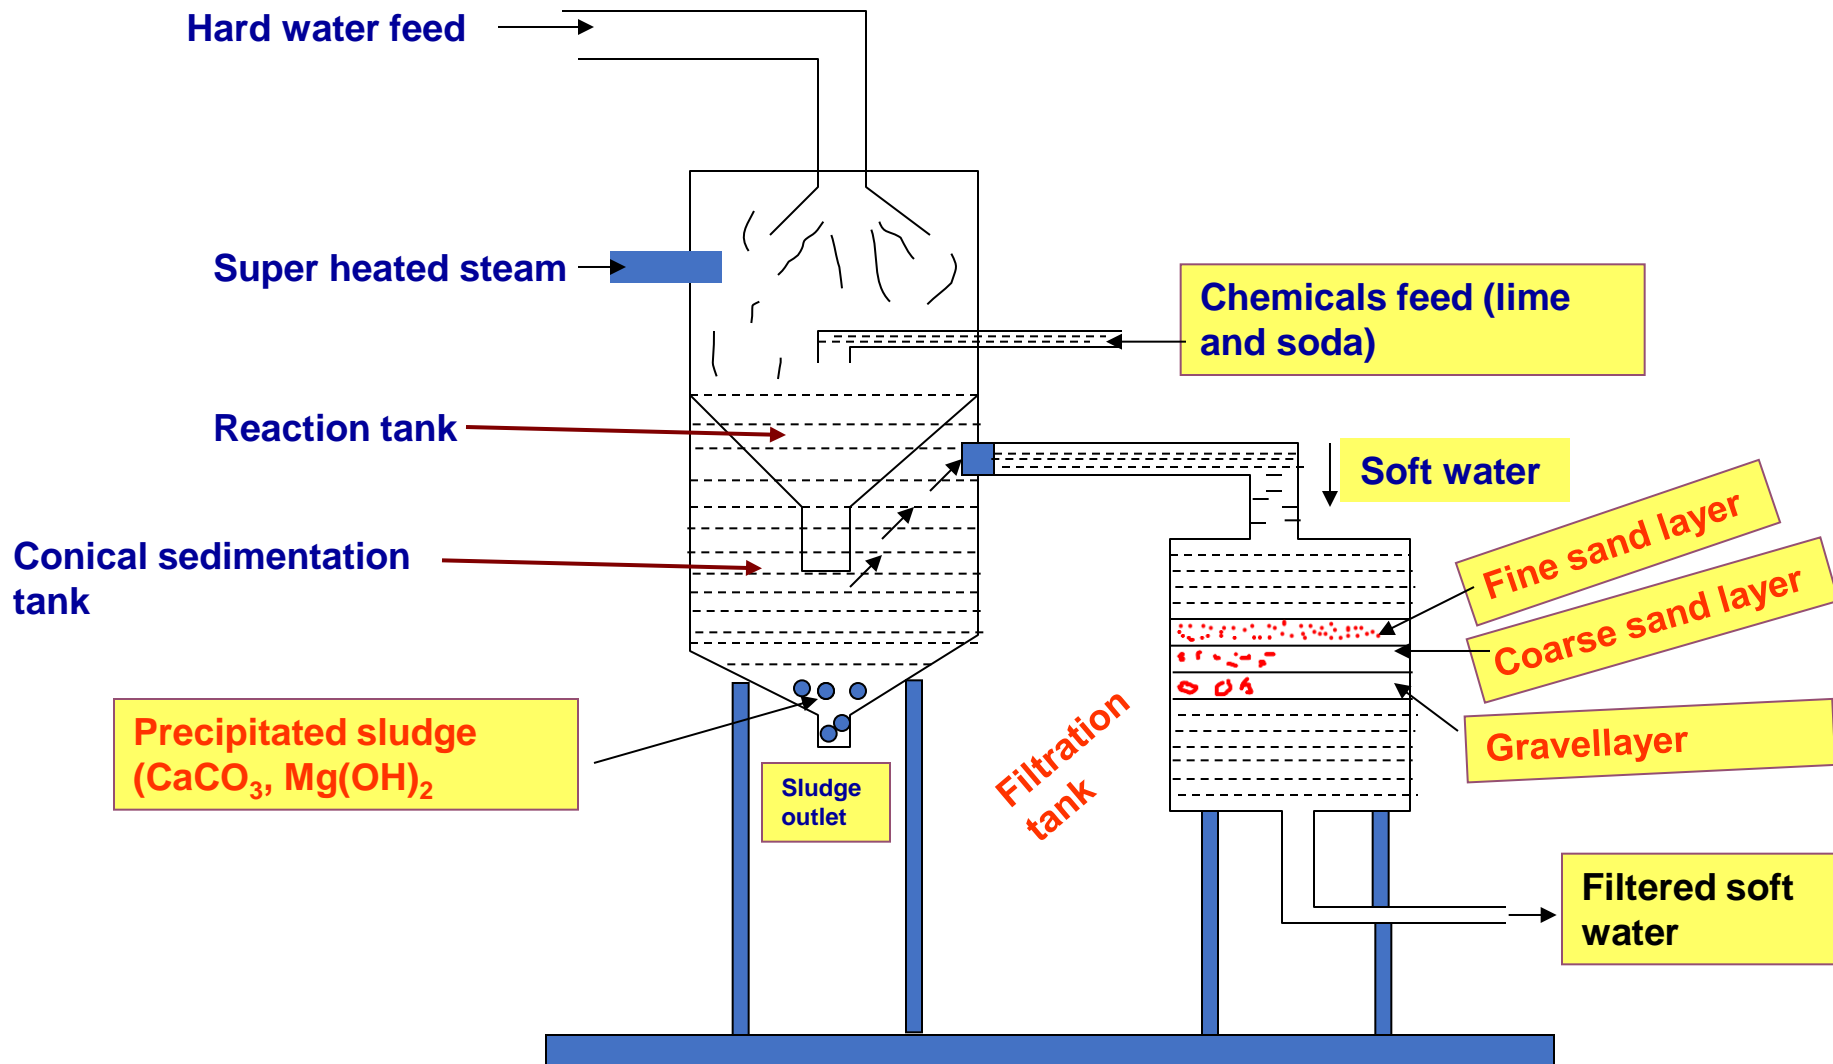 Hard water feed
Super heated steam
Chemicals feed (lime
and soda)
Reaction tank
Soft water
Conical sedimentation
tank
Fine sand layer
Coarse sand layer
Gravellayer
Precipitated sludge
(CaCO₃, Mg(OH)₂
Sludge
outlet
Filtration
tank
Filtered soft
water